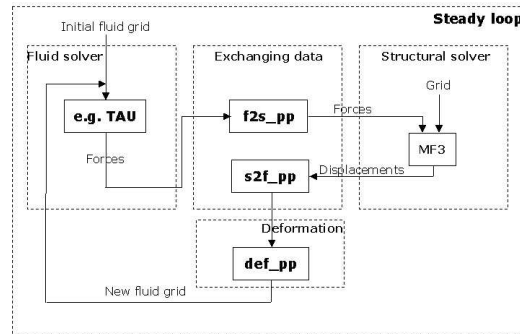 Steady loop
Initial fluid grid
Fluid solver
Exchanging data
Structural solver
Grid
e.g. TAU
f2s_pp
Forces
MF3
Forces
s2f_pp
Displacements
Deformation
def_pp
New fluid grid